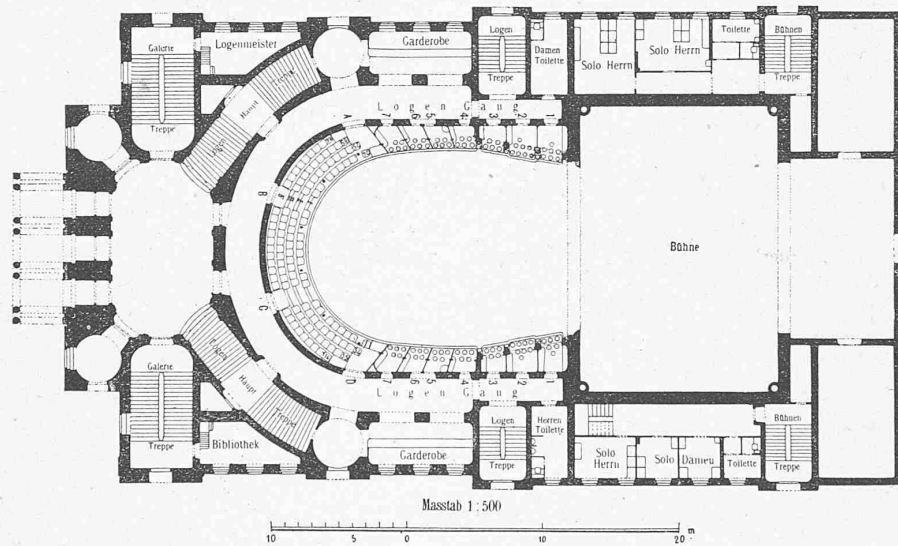 Galerie
Treppe
Logenmeister
Logen
Haupt
Treppe
Garderobe
Logen
Treppe
Damen
Toilette
Solo Herrn
Solo Herrn
Toilette
Bühnen
Treppe
Logen Gang
A 7 6 5 4 3 2 1
B
Bühne
C
D 7 6 5 4 3 2 1
Logen Gang
Logen
Haupt
Treppe
Galerie
Treppe
Bibliothek
Garderobe
Logen
Treppe
Herren
Toilette
Solo
Herrn
Solo Damen
Toilette
Bühnen
Treppe
Masstab 1:500
10 5 0 10 20 m